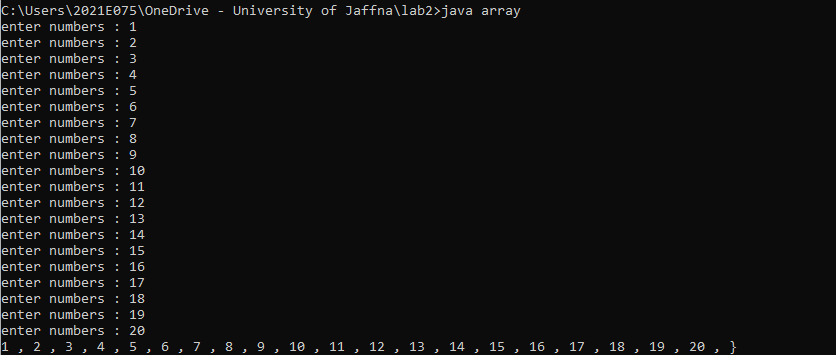 C:\Users\2021E075\OneDrive - University of Jaffna\lab2>java array
enter numbers : 1
enter numbers : 2
enter numbers : 3
enter numbers : 4
enter numbers : 5
enter numbers : 6
enter numbers : 7
enter numbers : 8
enter numbers : 9
enter numbers : 10
enter numbers : 11
enter numbers : 12
enter numbers : 13
enter numbers : 14
enter numbers : 15
enter numbers : 16
enter numbers : 17
enter numbers : 18
enter numbers : 19
enter numbers : 20
1 , 2 , 3 , 4 , 5 , 6 , 7 , 8 , 9 , 10 , 11 , 12 , 13 , 14 , 15 , 16 , 17 , 18 , 19 , 20 , }